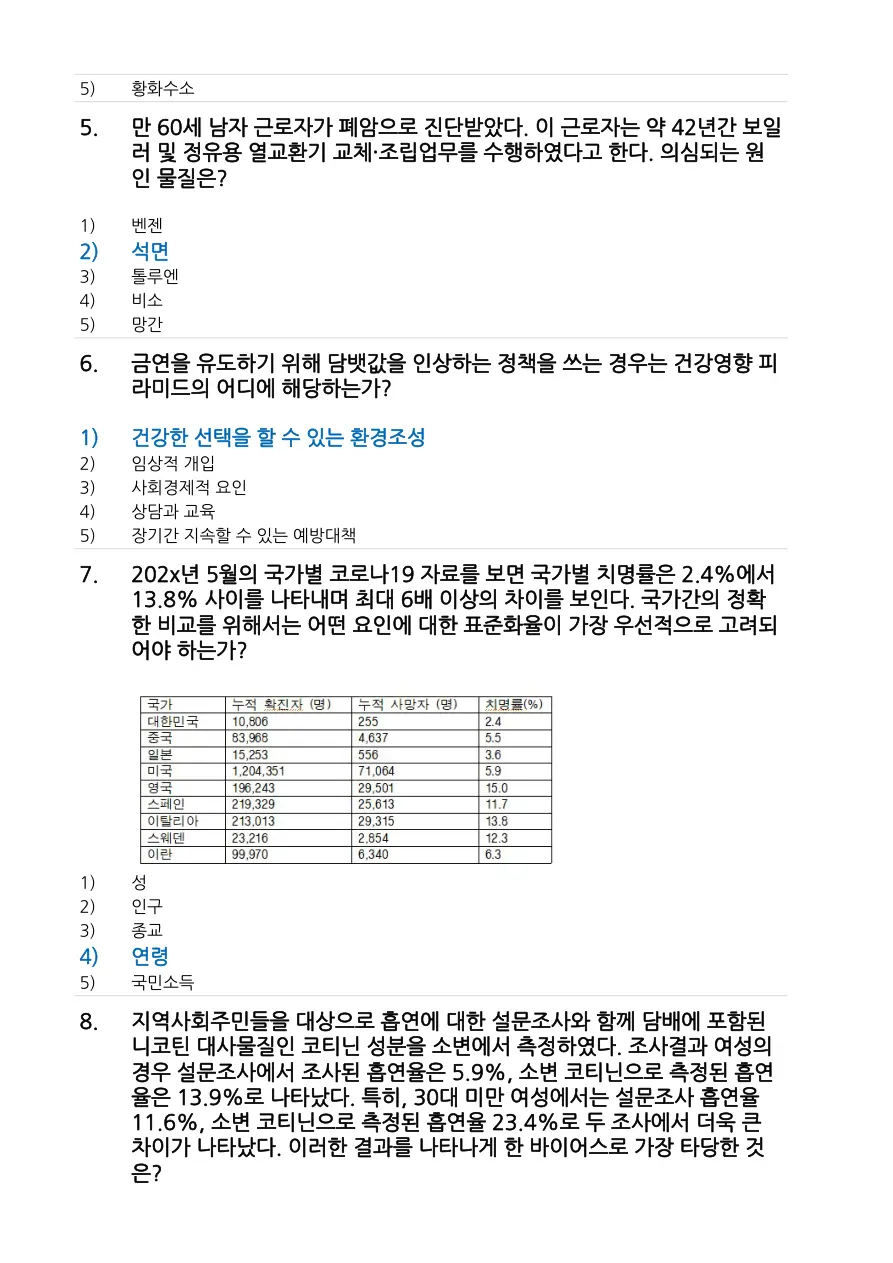 5) 황화수소
5. 만 60세 남자 근로자가 폐암으로 진단받았다. 이 근로자는 약 42년간 보일
러 및 정유용 열교환기 교체·조립업무를 수행하였다고 한다. 의심되는 원
인 물질은?
1) 벤젠
2) 석면
3) 톨루엔
4) 비소
5) 망간
6. 금연을 유도하기 위해 담뱃값을 인상하는 정책을 쓰는 경우는 건강영향 피
라미드의 어디에 해당하는가?
1) 건강한 선택을 할 수 있는 환경조성
2) 임상적 개입
3) 사회경제적 요인
4) 상담과 교육
5) 장기간 지속할 수 있는 예방대책
7. 202x년 5월의 국가별 코로나19 자료를 보면 국가별 치명률은 2.4%에서
13.8% 사이를 나타내며 최대 6배 이상의 차이를 보인다. 국가간의 정확
한 비교를 위해서는 어떤 요인에 대한 표준화율이 가장 우선적으로 고려되
어야 하는가?
국가 누적 확진자 (명) 누적 사망자 (명) 치명률(%)
대한민국 10,806 255 2.4
중국 83,968 4,637 5.5
일본 15,253 556 3.6
미국 1,204,351 71,064 5.9
영국 196,243 29,501 15.0
스페인 219,329 25,613 11.7
이탈리아 213,013 29,315 13.8
스웨덴 23,216 2,854 12.3
이란 99,970 6,340 6.3
1) 성
2) 인구
3) 종교
4) 연령
5) 국민소득
8. 지역사회주민들을 대상으로 흡연에 대한 설문조사와 함께 담배에 포함된
니코틴 대사물질인 코티닌 성분을 소변에서 측정하였다. 조사결과 여성의
경우 설문조사에서 조사된 흡연율은 5.9%, 소변 코티닌으로 측정된 흡연
율은 13.9%로 나타났다. 특히, 30대 미만 여성에서는 설문조사 흡연율
11.6%, 소변 코티닌으로 측정된 흡연율 23.4%로 두 조사에서 더욱 큰
차이가 나타났다. 이러한 결과를 나타나게 한 바이어스로 가장 타당한 것
은?